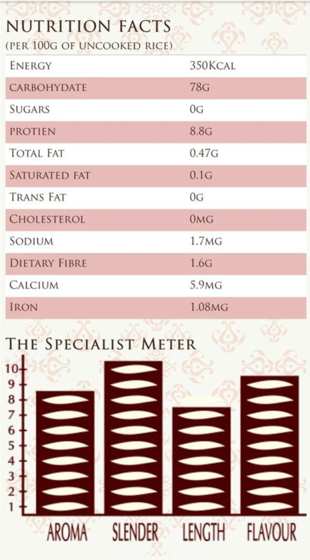 NUTRITION FACTS
(PER 100G OF UNCOOKED RICE)
ENERGY 350KCAL
CARBOHYDATE 78G
SUGARS 0G
PROTIEN 8.8G
TOTAL FAT 0.47G
SATURATED FAT 0.1G
TRANS FAT 0G
CHOLESTEROL 0MG
SODIUM 1.7MG
DIETARY FIBRE 1.6G
CALCIUM 5.9MG
IRON 1.08MG
THE SPECIALIST METER
10
9
8
7
6
5
4
3
2
1
AROMA SLENDER LENGTH FLAVOUR